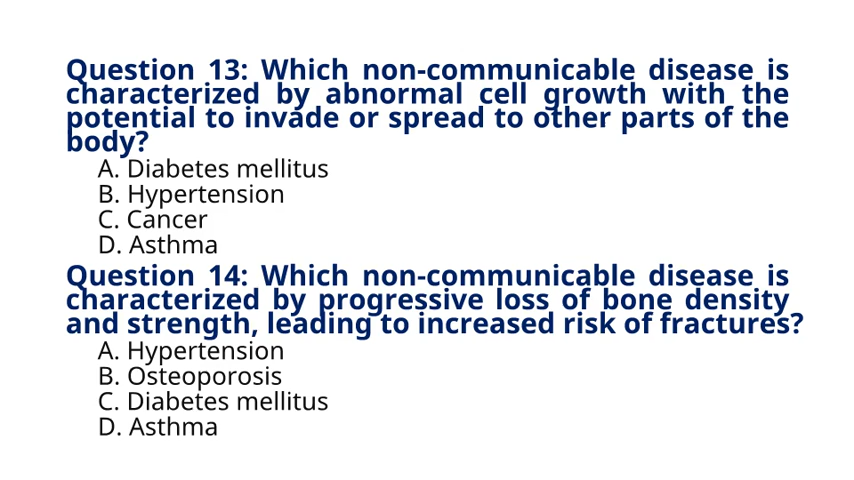 Question 13: Which non-communicable disease is
characterized by abnormal cell growth with the
potential to invade or spread to other parts of the
body?
A. Diabetes mellitus
B. Hypertension
C. Cancer
D. Asthma
Question 14: Which non-communicable disease is
characterized by progressive loss of bone density
and strength, leading to increased risk of fractures?
A. Hypertension
B. Osteoporosis
C. Diabetes mellitus
D. Asthma